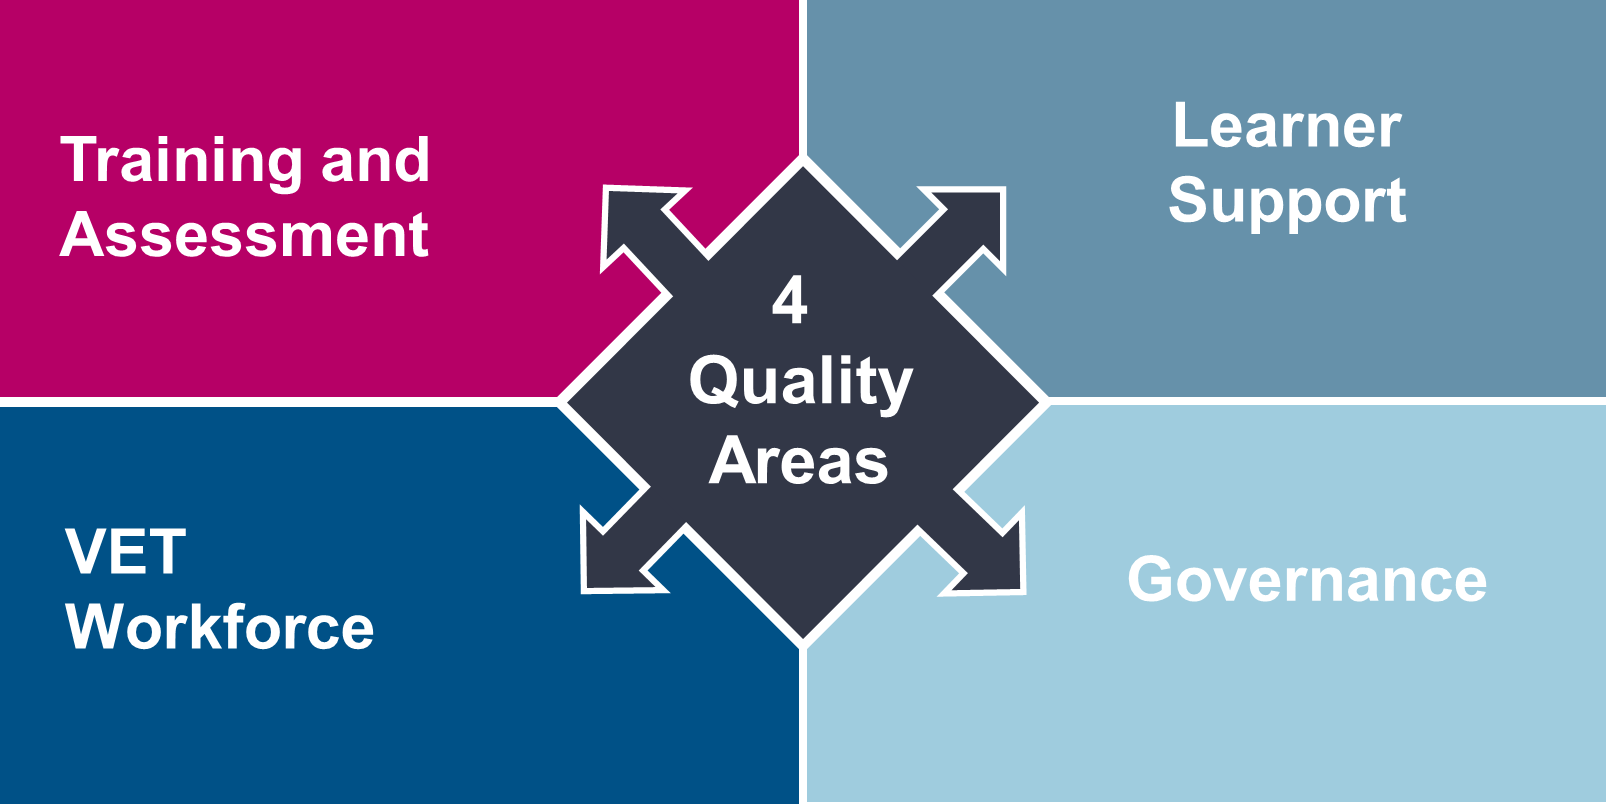 Training and
Assessment
Learner
Support
4
Quality
Areas
VET
Workforce
Governance